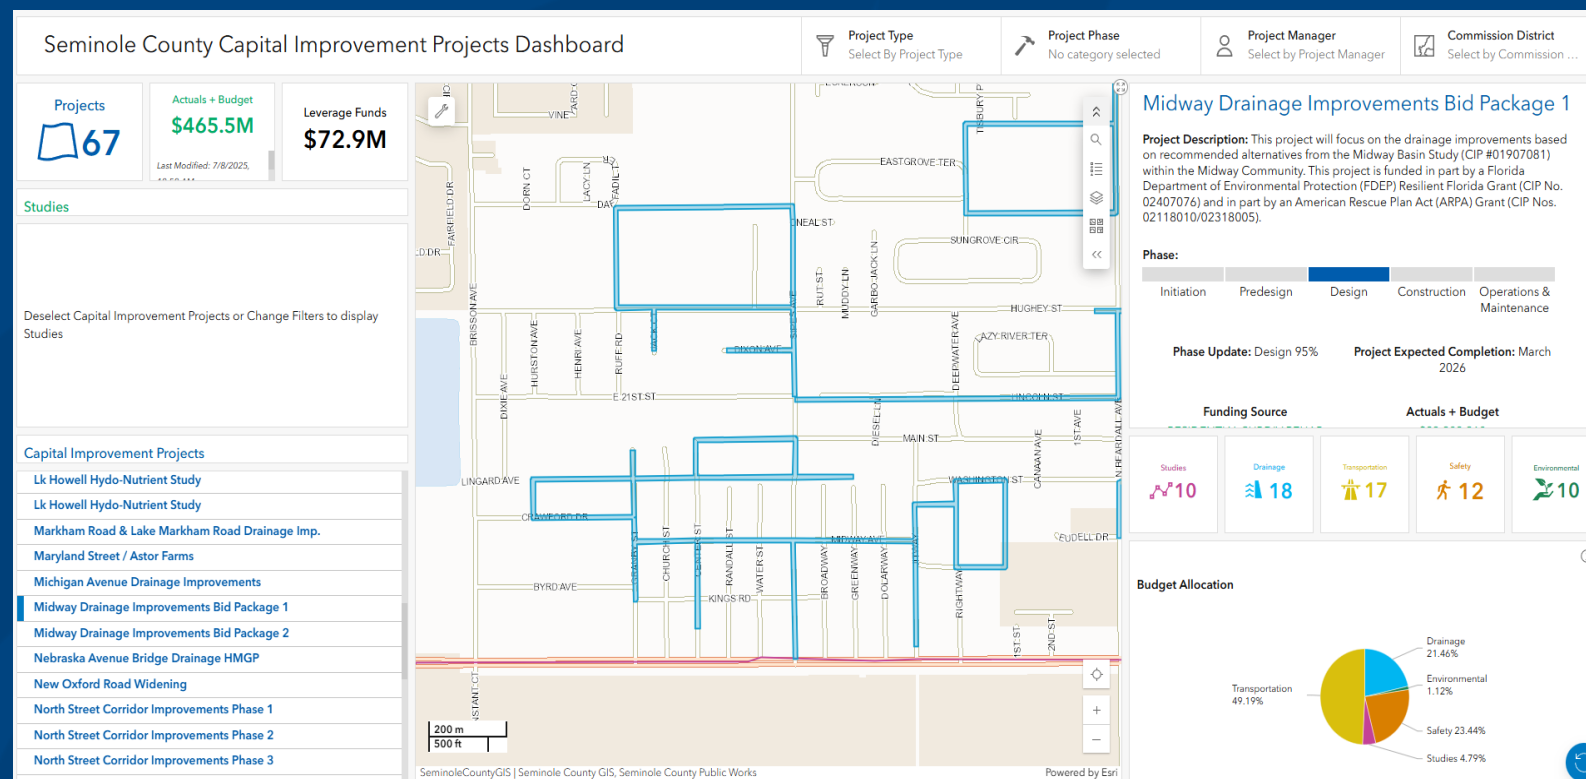 Seminole County Capital Improvement Projects Dashboard
Project Type
Select By Project Type
Project Phase
No category selected
Project Manager
Select by Project Manager
Commission District
Select by Commission ...
Projects
67
Actuals + Budget
$465.5M
Last Modified: 7/8/2025,
Leverage Funds
$72.9M
Studies
Deselect Capital Improvement Projects or Change Filters to display
Studies
Capital Improvement Projects
Lk Howell Hydo-Nutrient Study
Lk Howell Hydo-Nutrient Study
Markham Road & Lake Markham Road Drainage Imp.
Maryland Street / Astor Farms
Michigan Avenue Drainage Improvements
Midway Drainage Improvements Bid Package 1
Midway Drainage Improvements Bid Package 2
Nebraska Avenue Bridge Drainage HMGP
New Oxford Road Widening
North Street Corridor Improvements Phase 1
North Street Corridor Improvements Phase 2
North Street Corridor Improvements Phase 3
VINE
TISBURY P
EASTGROVE TER
DORN CT
LACY LN
FADIL T
DA
FAIRFIELD DR
D DR
NEAL ST
SUNGROVE CIR
BRISSON AVE
RUT ST
MUDDY LN
GARBO JACK LN
HUGHEY ST
HURSTON AVE
HENRI AVE
RUFF RD
DIXON AVE
DEEPWATER AVE
AZY RIVER TER
DIXIE AVE
E 21ST ST
LINCOLN ST
DIESEL LN
MAIN ST
CANAAN AVE
1ST AVE
N BEARDALL AVE
LINGARD AVE
WASHINGTON ST
CRAWFORD DR
GRANBY ST
CHURCH ST
CENTER ST
RANDALL ST
WATER ST
MIDWAY AVE
BROADWAY
GREENWAY
DOLARWAY
EUDELL DR
BYRD AVE
KINGS RD
RIGHTWAY
1ST ST
2ND ST
NSTANT CT
200 m
500 ft
SeminoleCountyGIS | Seminole County GIS, Seminole County Public Works
Powered by Esri
Midway Drainage Improvements Bid Package 1
Project Description: This project will focus on the drainage improvements based
on recommended alternatives from the Midway Basin Study (CIP #01907081)
within the Midway Community. This project is funded in part by a Florida
Department of Environmental Protection (FDEP) Resilient Florida Grant (CIP No.
02407076) and in part by an American Rescue Plan Act (ARPA) Grant (CIP Nos.
02118010/02318005).
Phase:
Initiation
Predesign
Design
Construction
Operations &
Maintenance
Phase Update: Design 95%
Project Expected Completion: March
2026
Funding Source
Actuals + Budget
Studies
10
Drainage
18
Transportation
17
Safety
12
Environmental
10
Budget Allocation
Drainage
21.46%
Environmental
1.12%
Transportation
49.19%
Safety 23.44%
Studies 4.79%